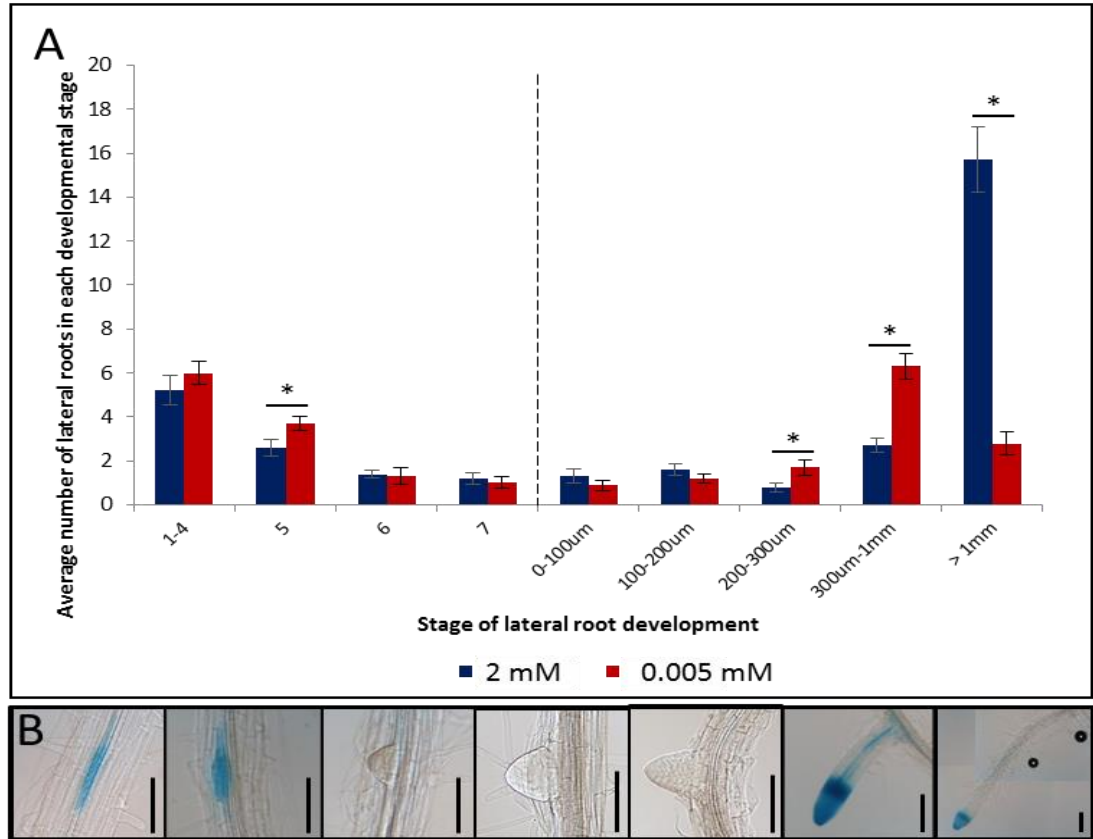 A
Average number of lateral roots in each developmental stage
20
18
16
14
12
10
8
6
4
2
0
*
*
*
*
1-4
5
6
7
0-100um
100-200um
200-300um
300um-1mm
> 1mm
Stage of lateral root development
2 mM
0.005 mM
B